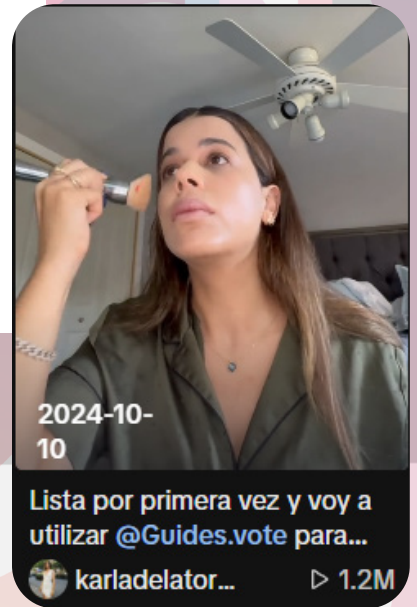 2024-10-
10
Lista por primera vez y voy a
utilizar @Guides.vote para...
karladelator... 1.2M